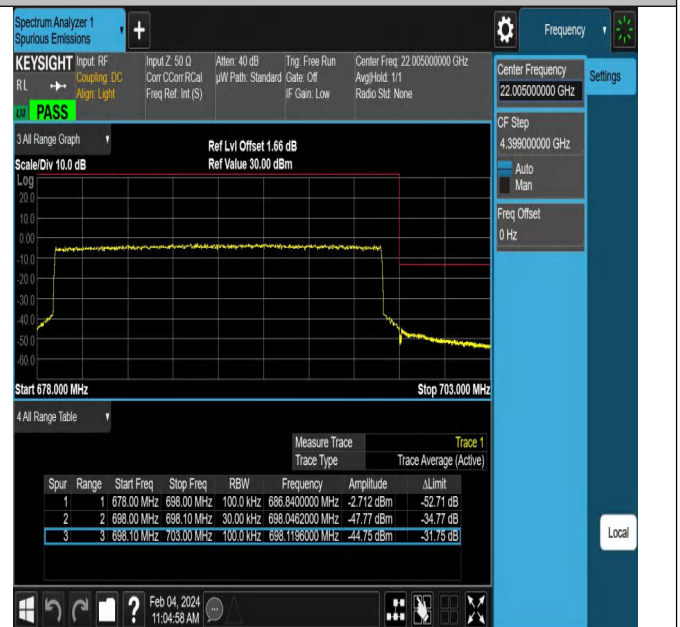 Spectrum Analyzer 1
Spurious Emissions
Frequency
KEYSIGHT
RL
Input: RF
Coupling: DC
Align: Light
Input Z: 50 Ω
Corr CCorr RCal
Freq Ref: Int (S)
Atten: 40 dB
µW Path: Standard
Trig: Free Run
Gate: Off
IF Gain: Low
Center Freq: 22.005000000 GHz
Avg|Hold: 1/1
Radio Std: None
PASS
Center Frequency
22.005000000 GHz
Settings
CF Step
4.399000000 GHz
Auto
Man
Freq Offset
0 Hz
3 All Range Graph
Ref Lvl Offset 1.66 dB
Scale/Div 10.0 dB
Ref Value 30.00 dBm
Log
20.0
10.0
0.00
-10.0
-20.0
-30.0
-40.0
-50.0
-60.0
Start 678.000 MHz
Stop 703.000 MHz
4 All Range Table
Measure Trace Trace 1
Trace Type Trace Average (Active)
Spur Range Start Freq Stop Freq RBW Frequency Amplitude ΔLimit
1 1 678.00 MHz 698.00 MHz 100.0 kHz 686.8400000 MHz -2.712 dBm -52.71 dB
2 2 698.00 MHz 698.10 MHz 30.00 kHz 698.0462000 MHz -47.77 dBm -34.77 dB
3 3 698.10 MHz 703.00 MHz 100.0 kHz 698.1196000 MHz -44.75 dBm -31.75 dB
Local
Feb 04, 2024
11:04:58 AM